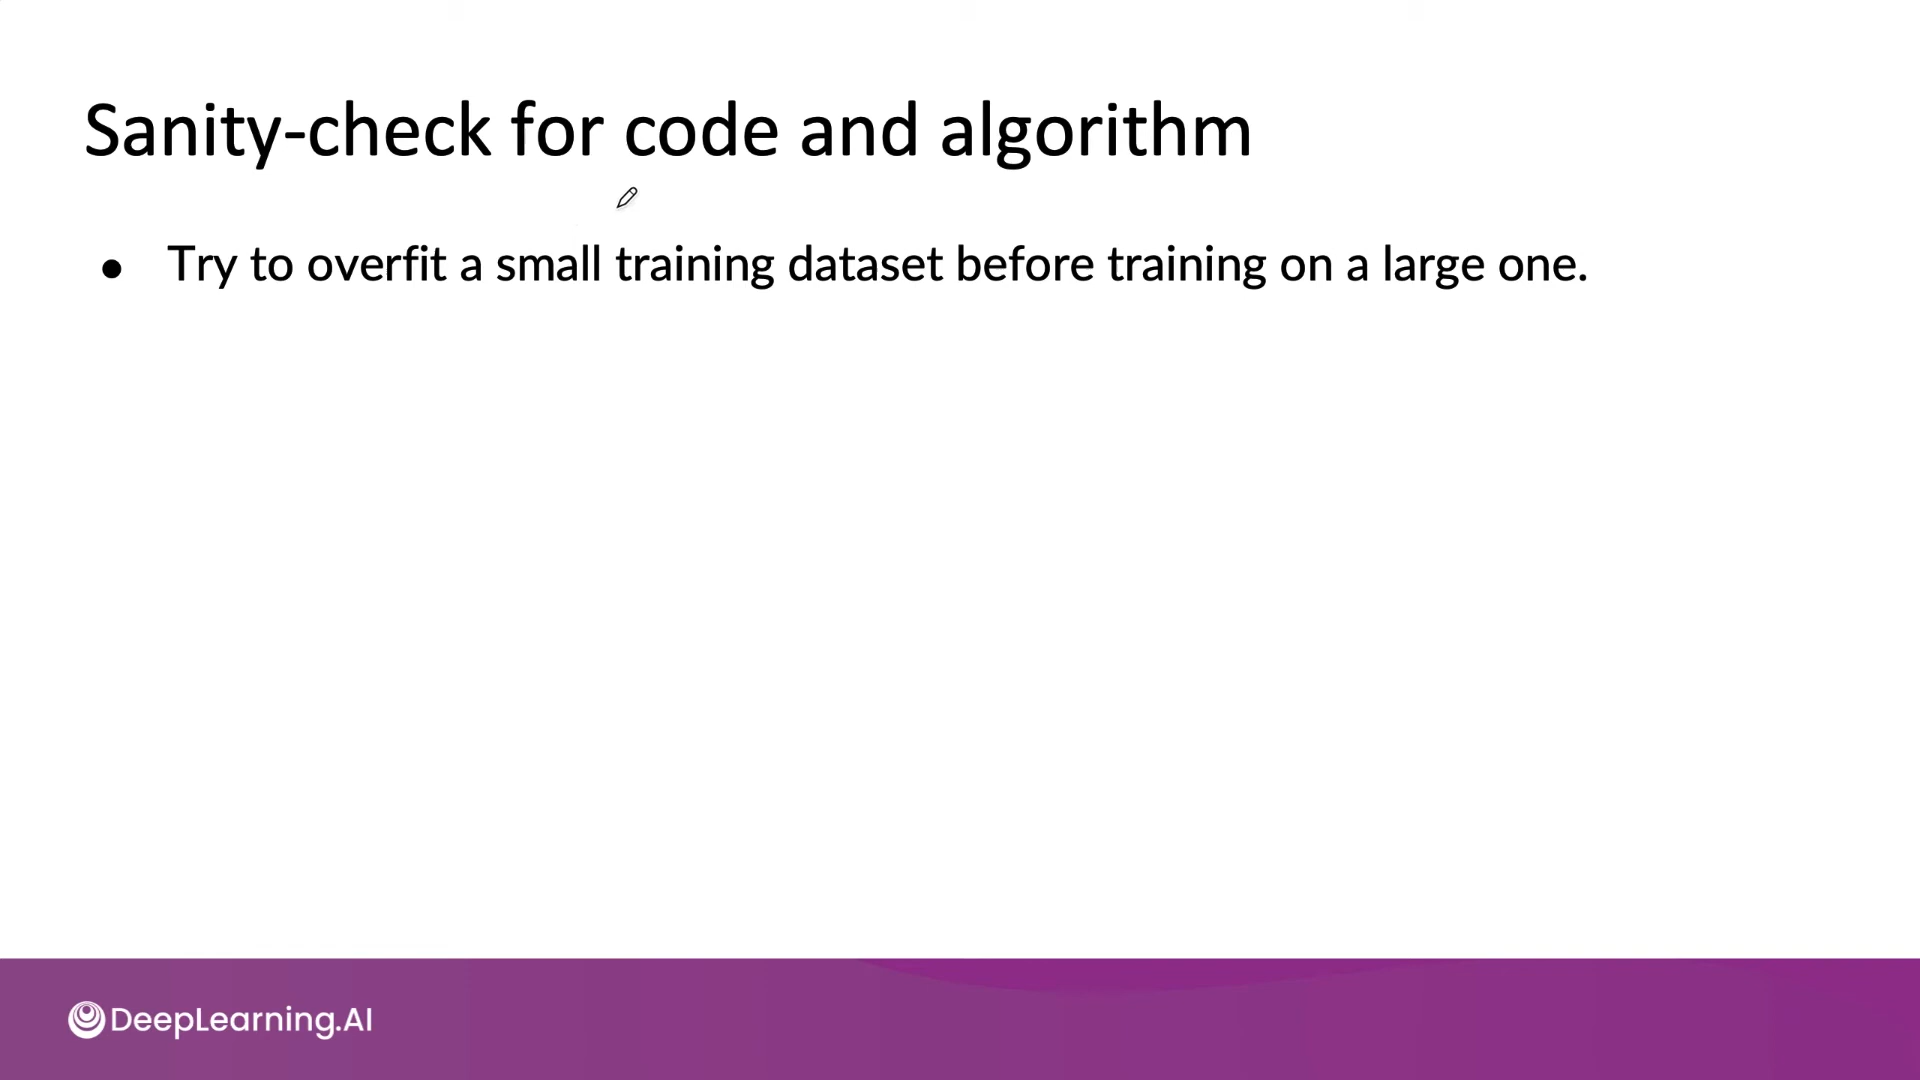 Sanity-check for code and algorithm
● Try to overfit a small training dataset before training on a large one.
DeepLearning.AI